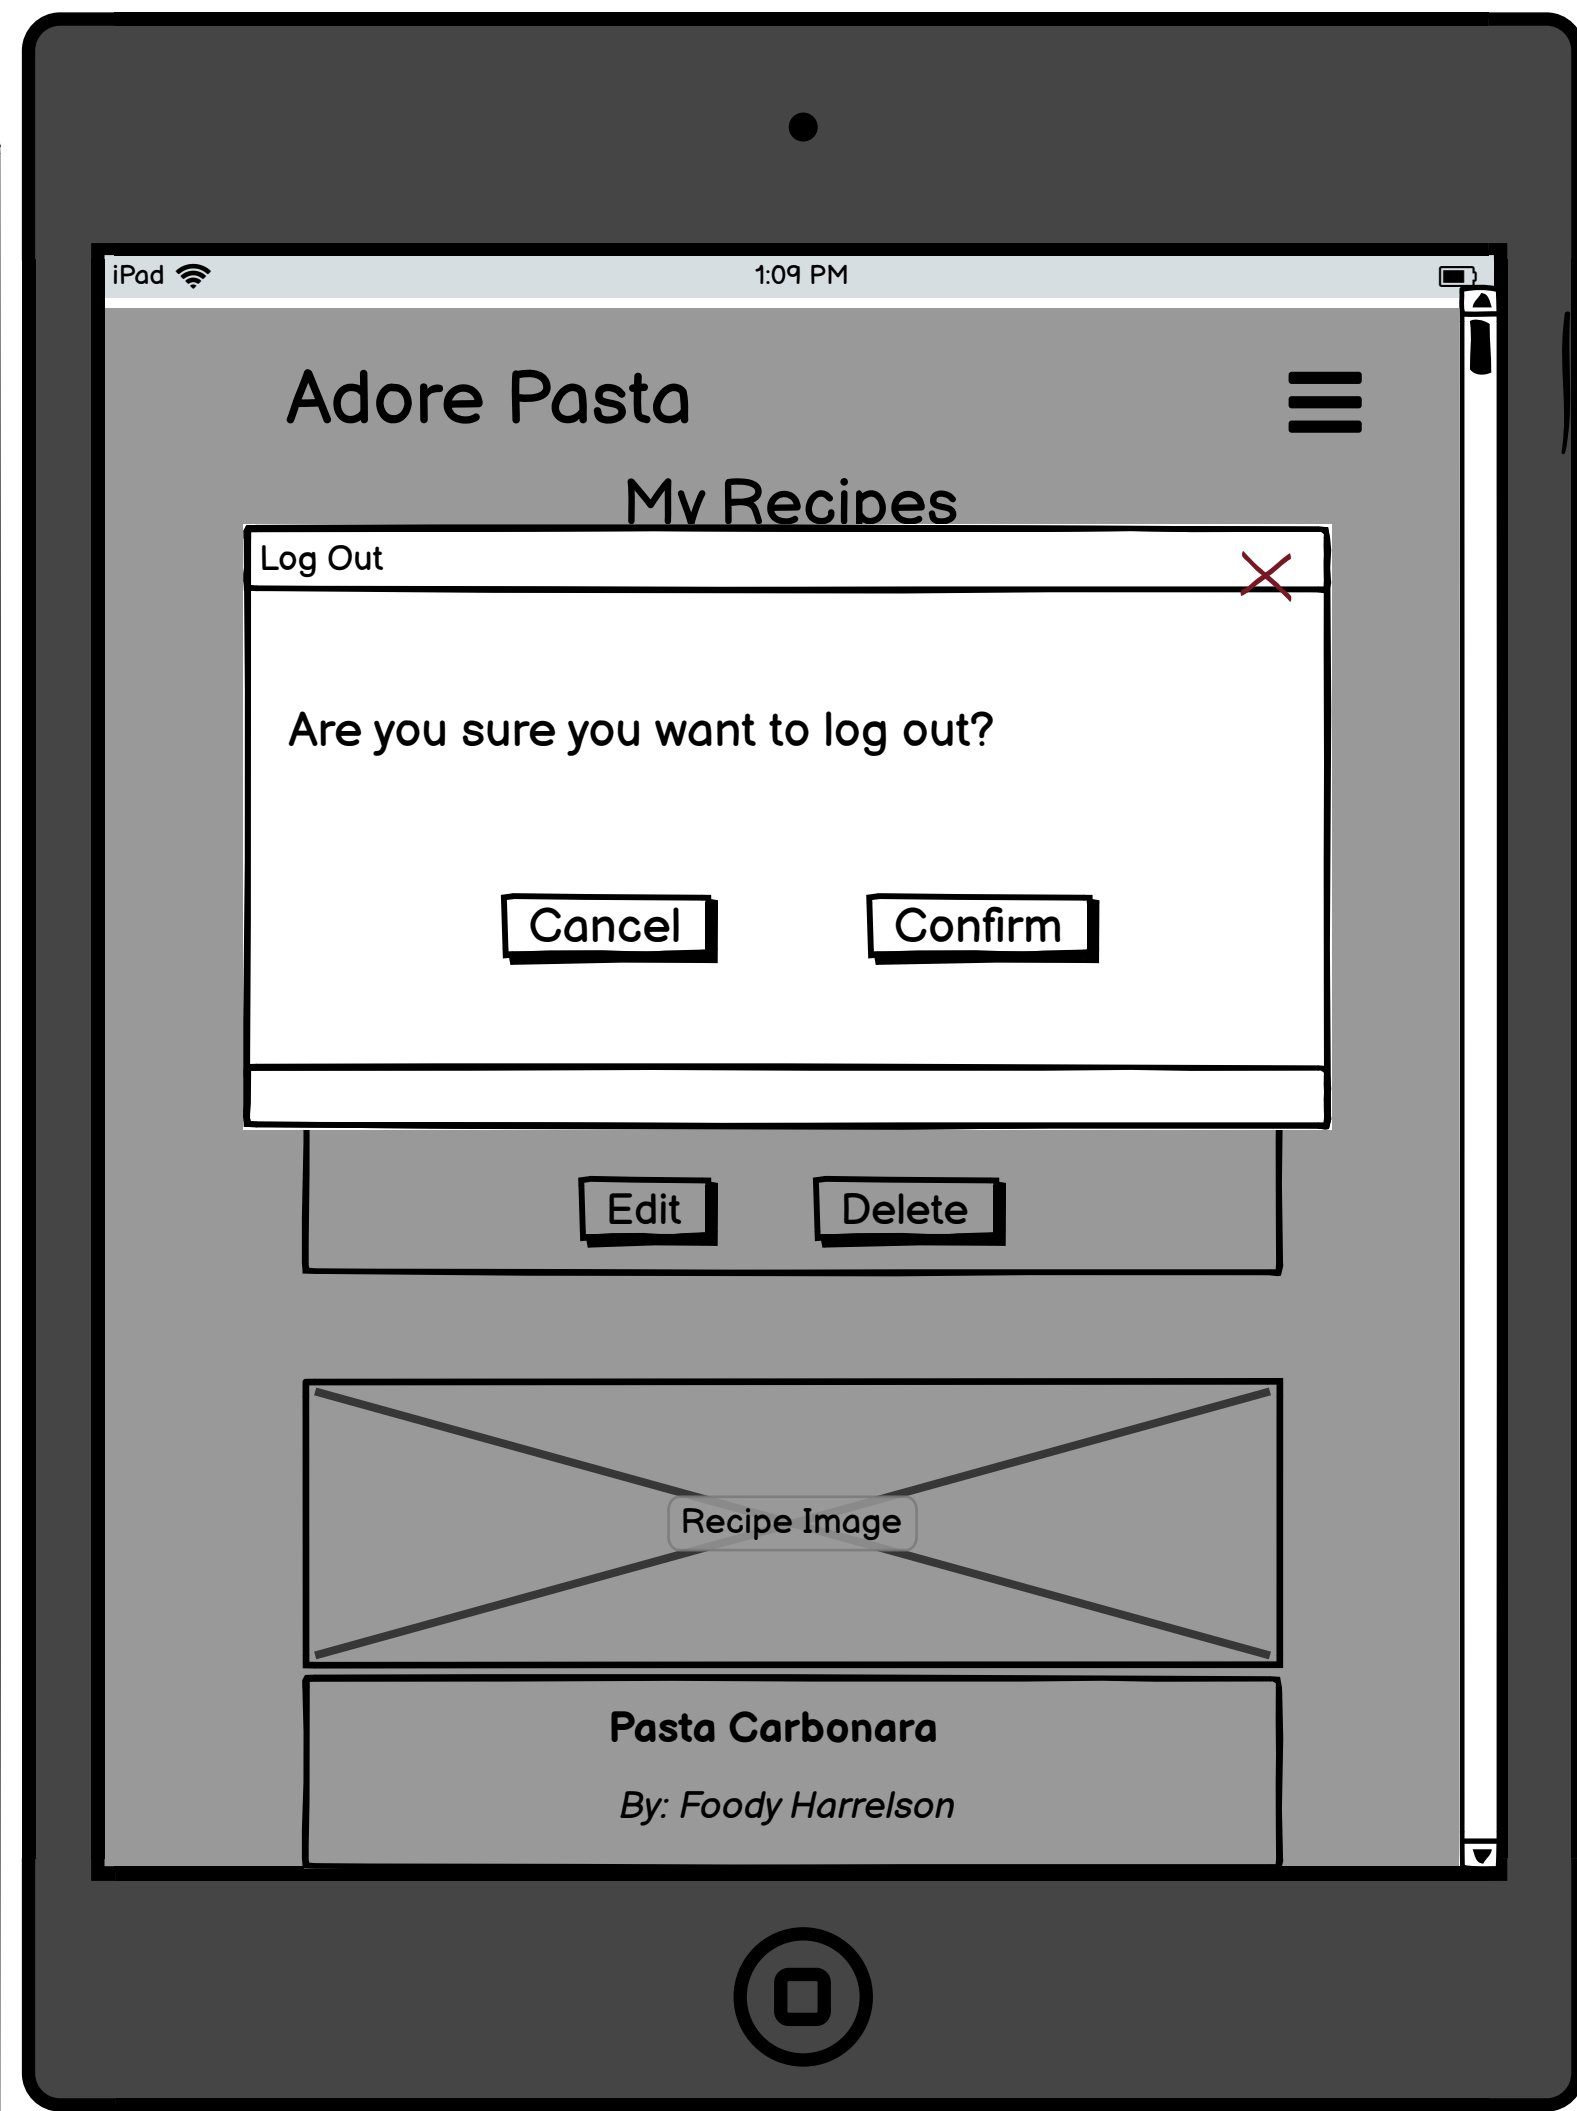 iPad 1:09 PM
Adore Pasta
My Recipes
Log Out
Are you sure you want to log out?
Cancel Confirm
Edit Delete
Recipe Image
Pasta Carbonara
By: Foody Harrelson